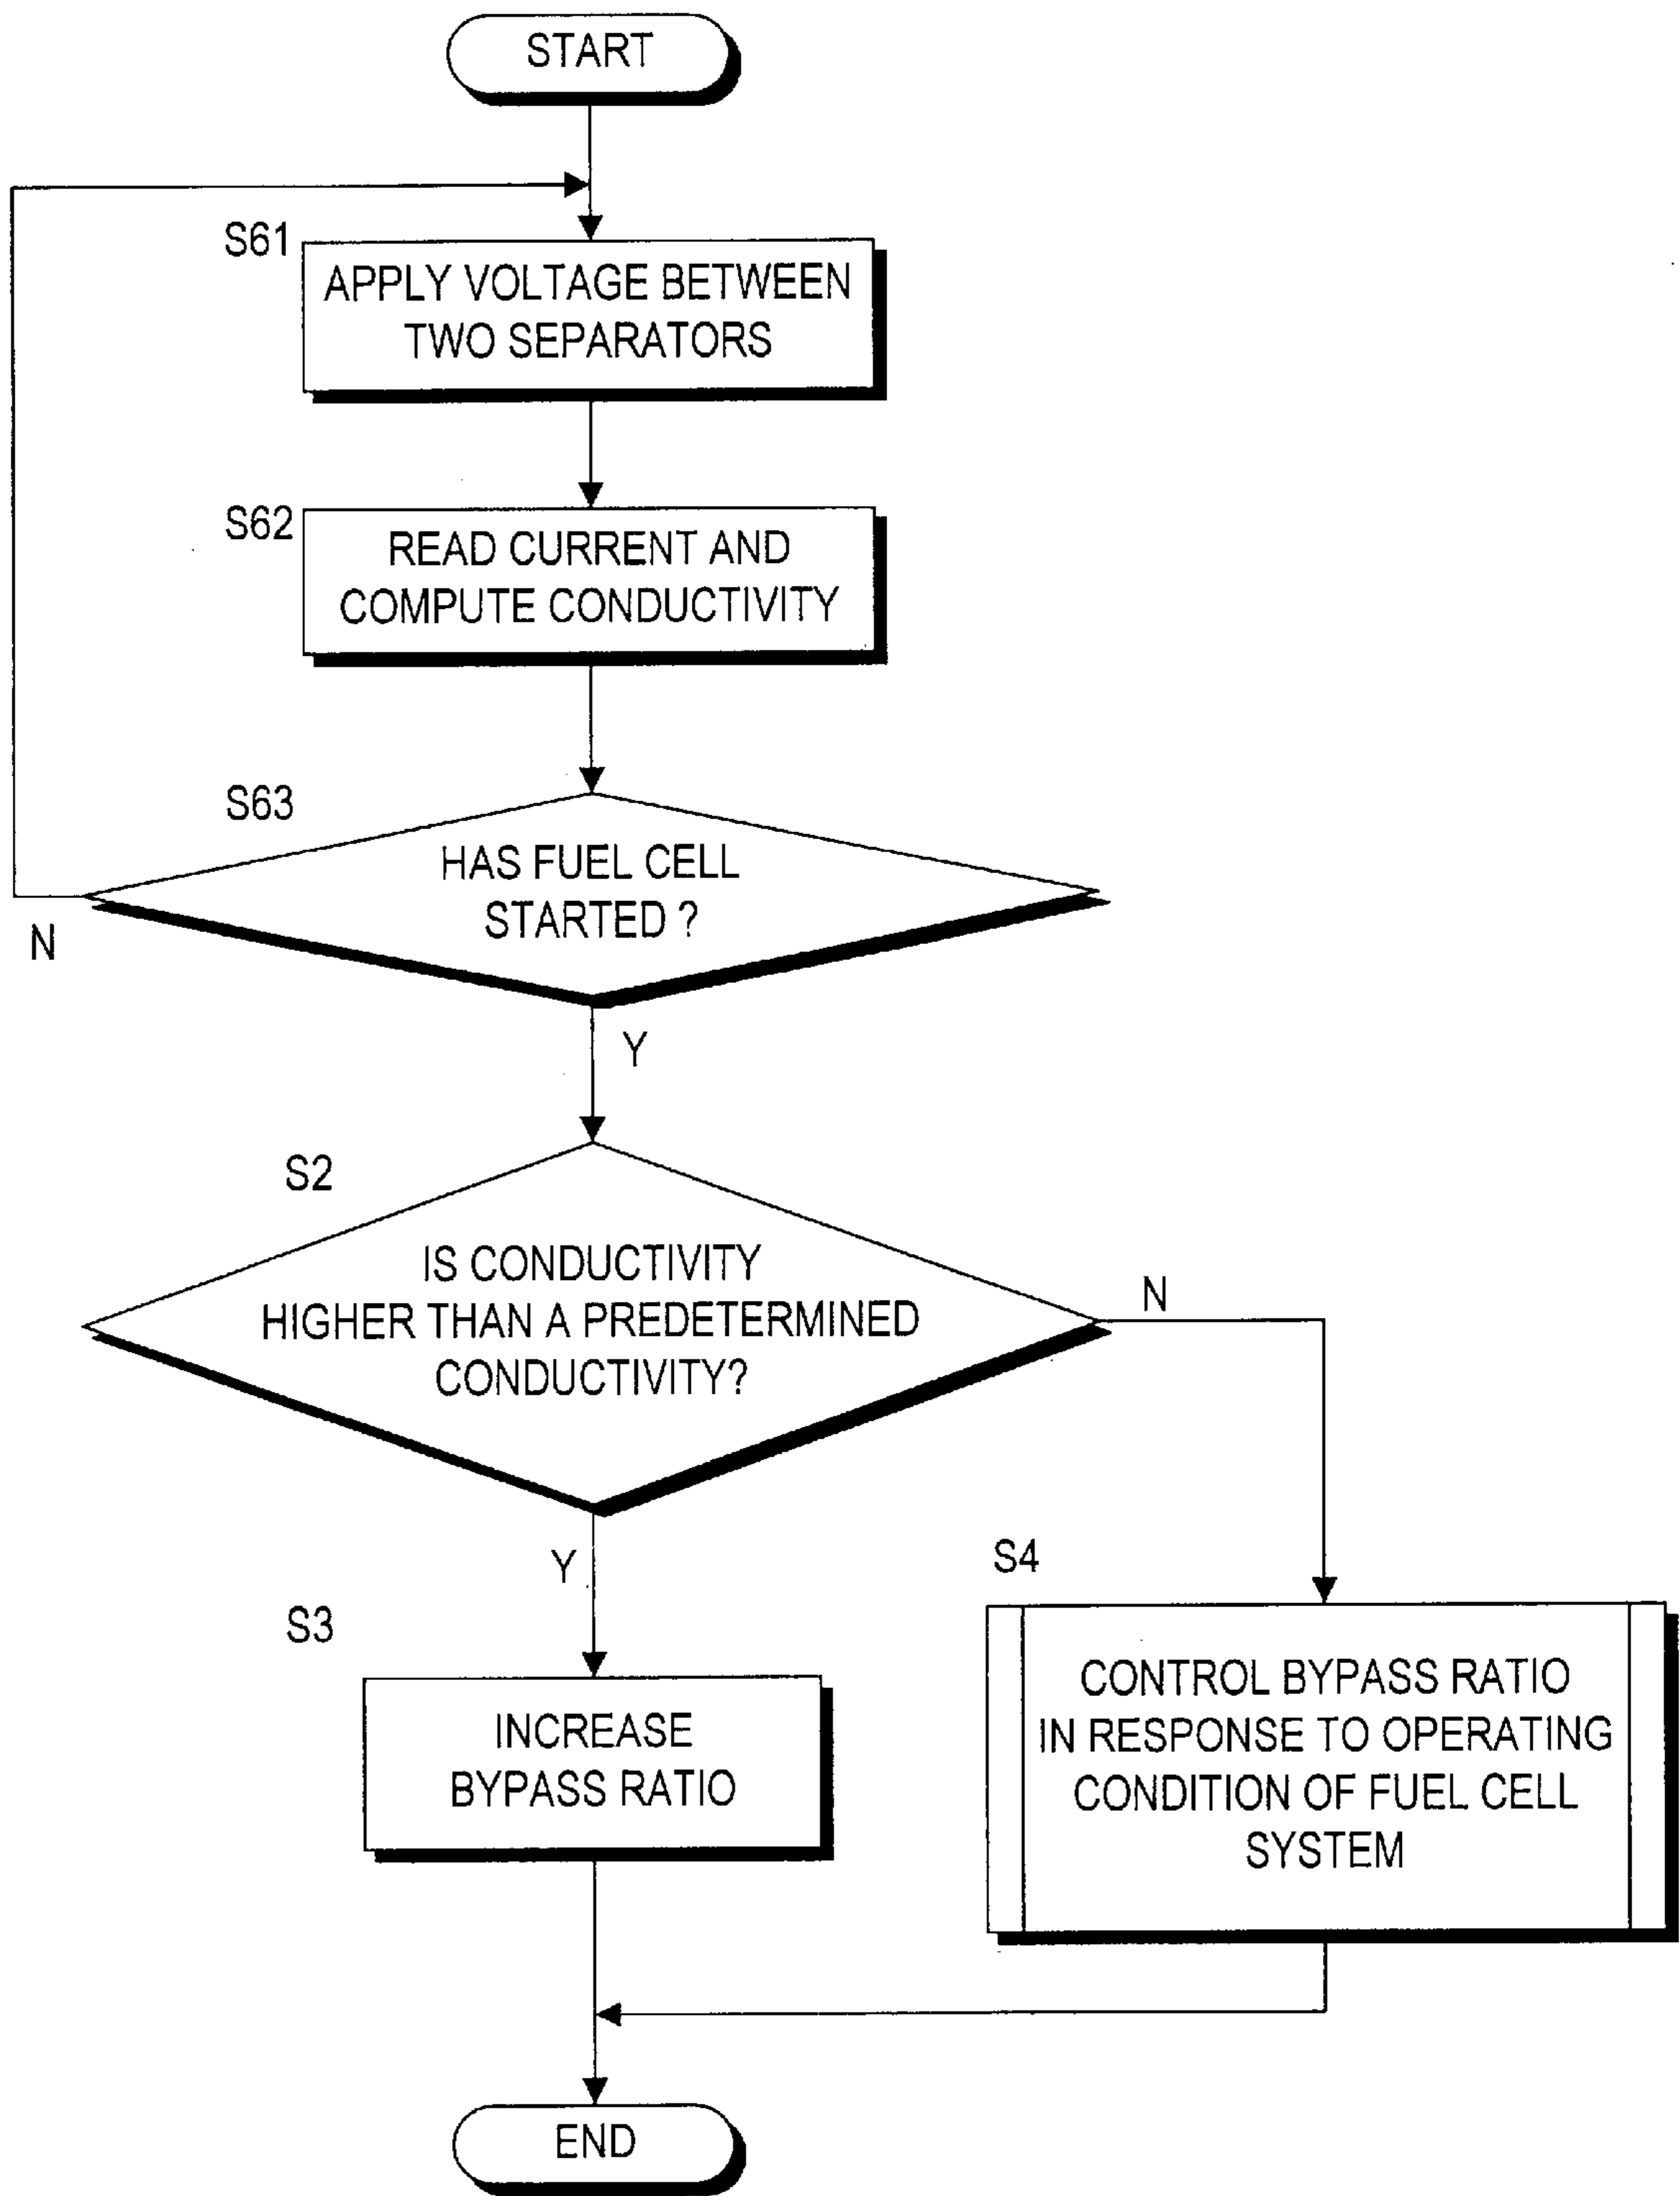 START
S61
APPLY VOLTAGE BETWEEN
TWO SEPARATORS
S62
READ CURRENT AND
COMPUTE CONDUCTIVITY
S63
HAS FUEL CELL
STARTED ?
N
Y
S2
IS CONDUCTIVITY
HIGHER THAN A PREDETERMINED
CONDUCTIVITY?
N
Y
S3
INCREASE
BYPASS RATIO
S4
CONTROL BYPASS RATIO
IN RESPONSE TO OPERATING
CONDITION OF FUEL CELL
SYSTEM
END